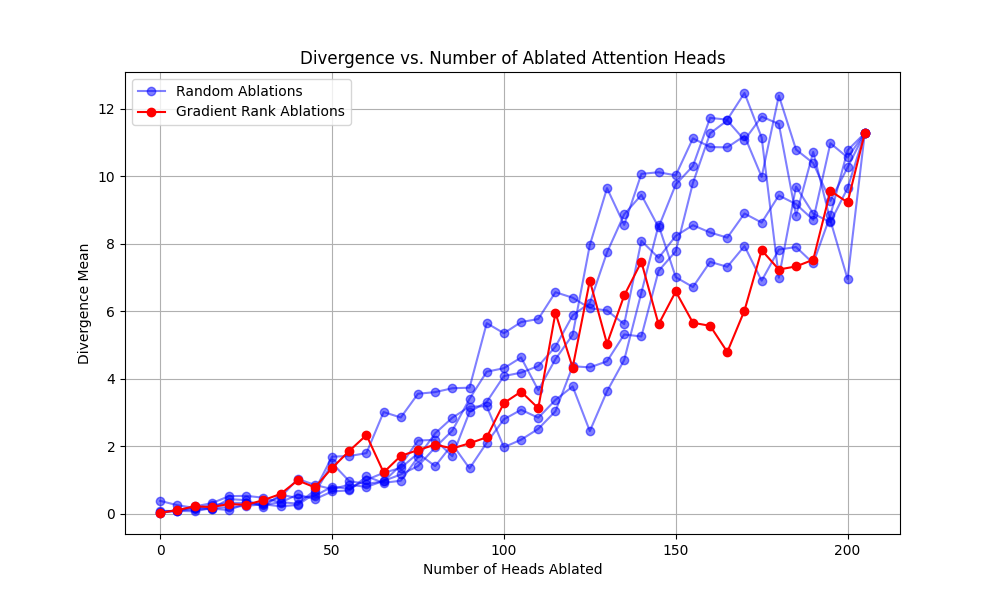 Divergence vs. Number of Ablated Attention Heads
Random Ablations
Gradient Rank Ablations
Divergence Mean
12
10
8
6
4
2
0
0 50 100 150 200
Number of Heads Ablated